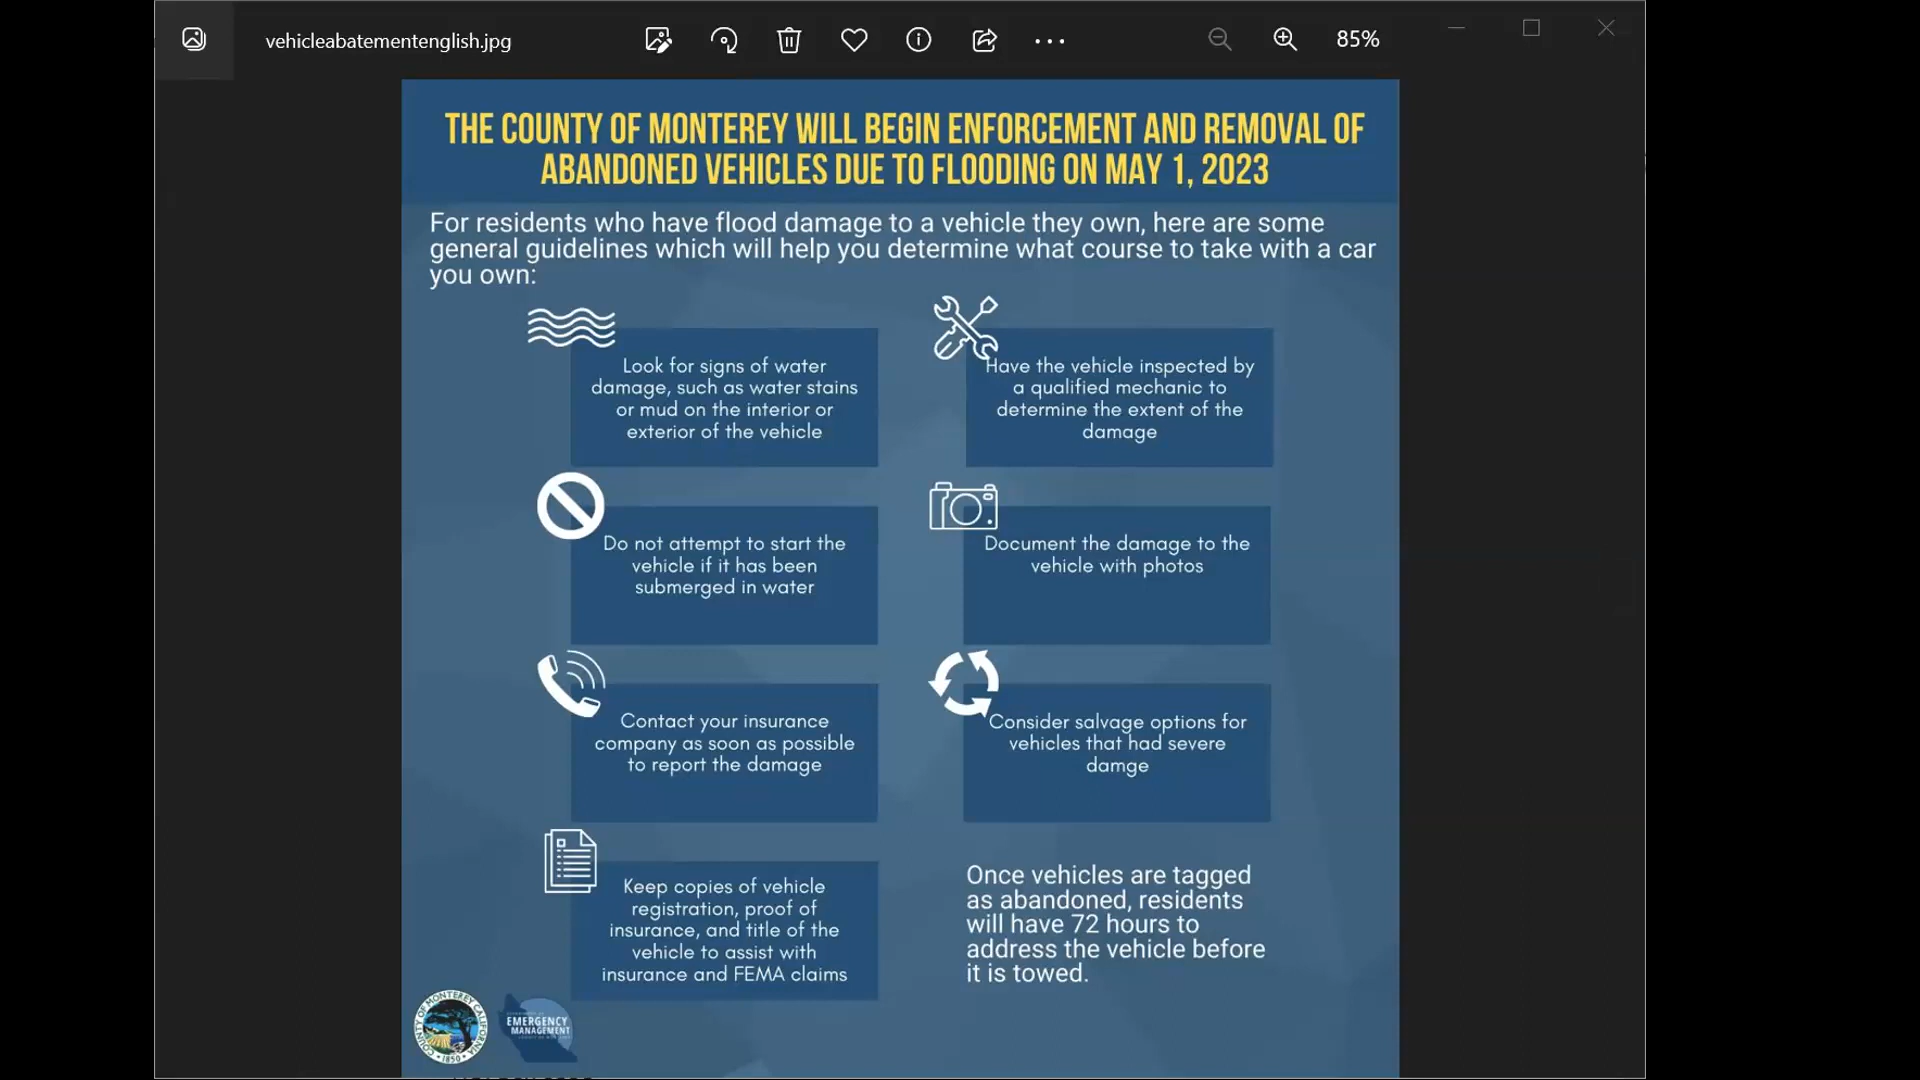 vehicleabatementenglish.jpg
85%
THE COUNTY OF MONTEREY WILL BEGIN ENFORCEMENT AND REMOVAL OF
ABANDONED VEHICLES DUE TO FLOODING ON MAY 1, 2023
For residents who have flood damage to a vehicle they own, here are some
general guidelines which will help you determine what course to take with a car
you own:
Look for signs of water
damage, such as water stains
or mud on the interior or
exterior of the vehicle
Have the vehicle inspected by
a qualified mechanic to
determine the extent of the
damage
Do not attempt to start the
vehicle if it has been
submerged in water
Document the damage to the
vehicle with photos
Contact your insurance
company as soon as possible
to report the damage
Consider salvage options for
vehicles that had severe
damge
Keep copies of vehicle
registration, proof of
insurance, and title of the
vehicle to assist with
insurance and FEMA claims
Once vehicles are tagged
as abandoned, residents
will have 72 hours to
address the vehicle before
it is towed.
COUNTY OF MONTEREY CALIFORNIA
1850
EMERGENCY
MANAGEMENT